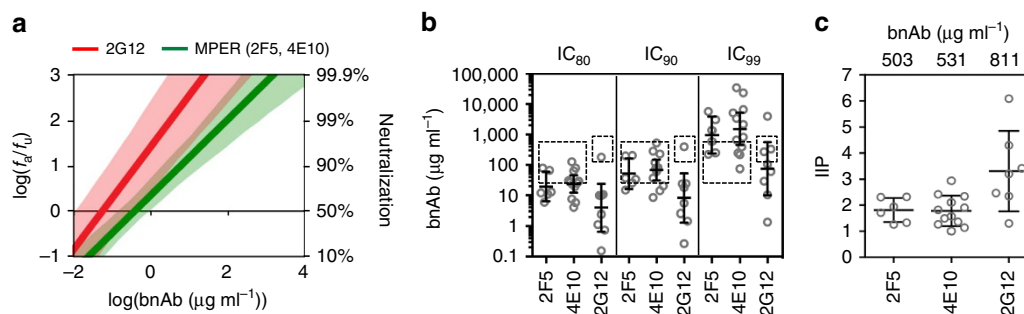 a
2G12 MPER (2F5, 4E10)
3
2
1
0
–1
99.9%
99%
90%
50%
10%
log(fa/fu)
Neutralization
–2 0 2 4
log(bnAb (μg ml⁻¹))
b
IC80 IC90 IC99
100,000
10,000
1,000
100
10
1
0.1
bnAb (μg ml⁻¹)
2F5 4E10 2G12 2F5 4E10 2G12 2F5 4E10 2G12
c
bnAb (μg ml⁻¹)
503 531 811
7
6
5
4
3
2
1
0
IIP
2F5 4E10 2G12